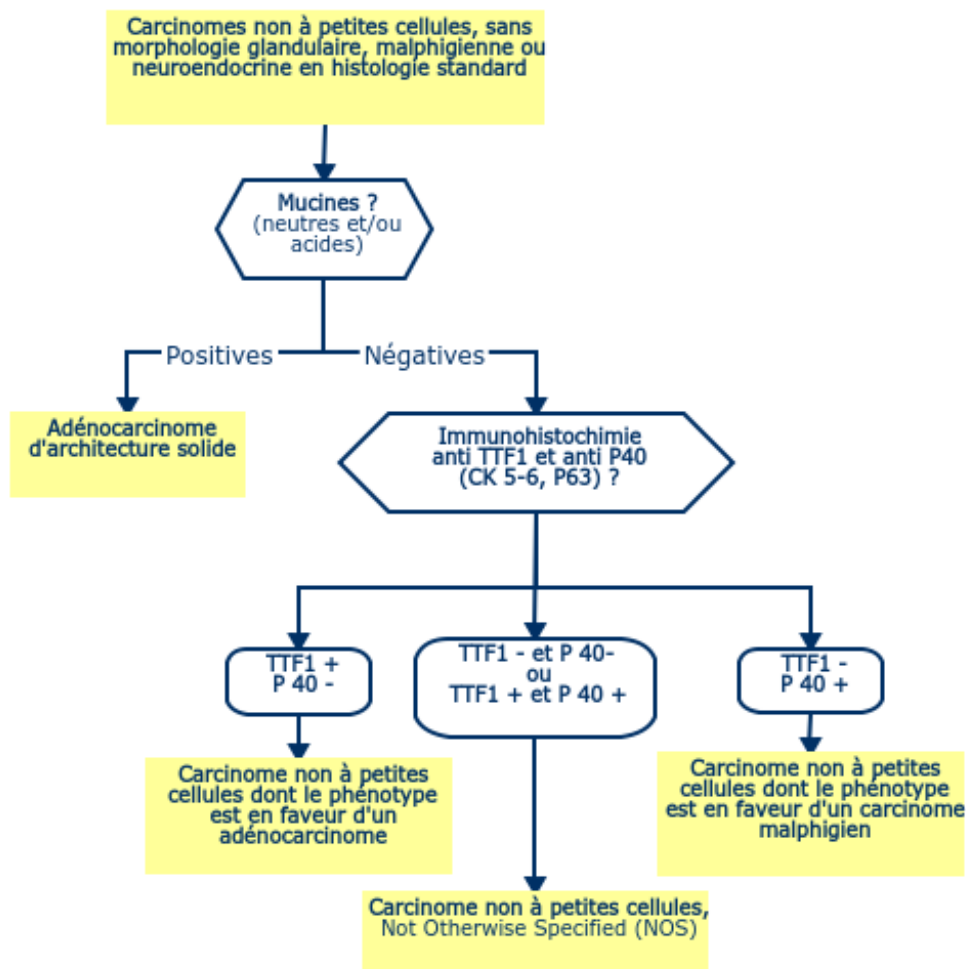 Carcinomes non à petites cellules, sans
morphologie glandulaire, malphigienne ou
neuroendocrine en histologie standard
Mucines ?
(neutres et/ou
acides)
Positives
Négatives
Adénocarcinome
d'architecture solide
Immunohistochimie
anti TTF1 et anti P40
(CK 5-6, P63) ?
TTF1 +
P 40 -
TTF1 - et P 40-
ou
TTF1 + et P 40 +
TTF1 -
P 40 +
Carcinome non à petites
cellules dont le phénotype
est en faveur d'un
adénocarcinome
Carcinome non à petites
cellules dont le phénotype
est en faveur d'un carcinome
malphigien
Carcinome non à petites cellules,
Not Otherwise Specified (NOS)